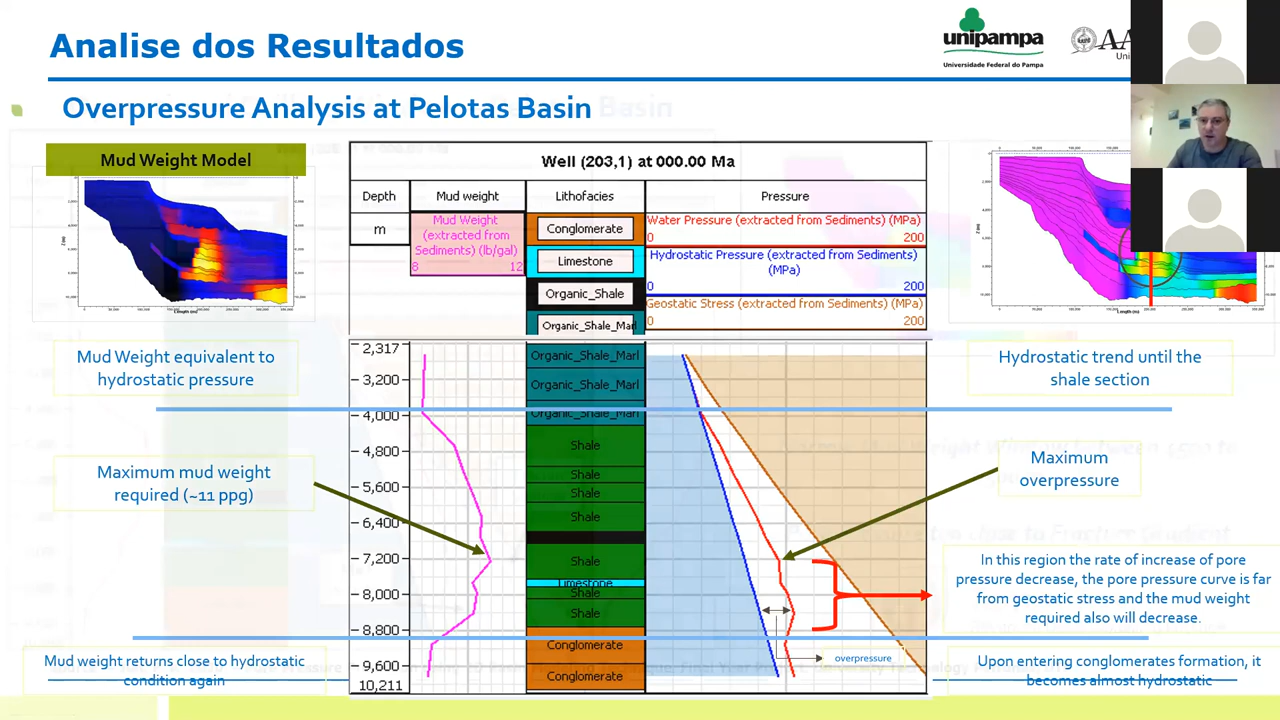 Analise dos Resultados
unipampa
Universidade Federal do Pampa
Overpressure Analysis at Pelotas Basin
Mud Weight Model
Well (203,1) at 000.00 Ma
Depth
Mud weight
Lithofacies
Pressure
m
Mud Weight
(extracted from
Sediments) (lb/gal)
8 12
Conglomerate
Limestone
Organic_Shale
Organic_Shale_Marl
Water Pressure (extracted from Sediments) (MPa)
0 200
Hydrostatic Pressure (extracted from Sediments)
(MPa)
0 200
Geostatic Stress (extracted from Sediments) (MPa)
0 200
Length (m)
Length (m)
Mud Weight equivalent to
hydrostatic pressure
Maximum mud weight
required (~11 ppg)
Mud weight returns close to hydrostatic
condition again
2,317
3,200
4,000
4,800
5,600
6,400
7,200
8,000
8,800
9,600
10,211
Organic_Shale_Marl
Organic_Shale_Marl
Organic_Shale_Marl
Shale
Shale
Shale
Shale
Shale
Limestone
Shale
Shale
Conglomerate
Conglomerate
overpressure
Hydrostatic trend until the
shale section
Maximum
overpressure
In this region the rate of increase of pore
pressure decrease, the pore pressure curve is far
from geostatic stress and the mud weight
required also will decrease.
Upon entering conglomerates formation, it
becomes almost hydrostatic